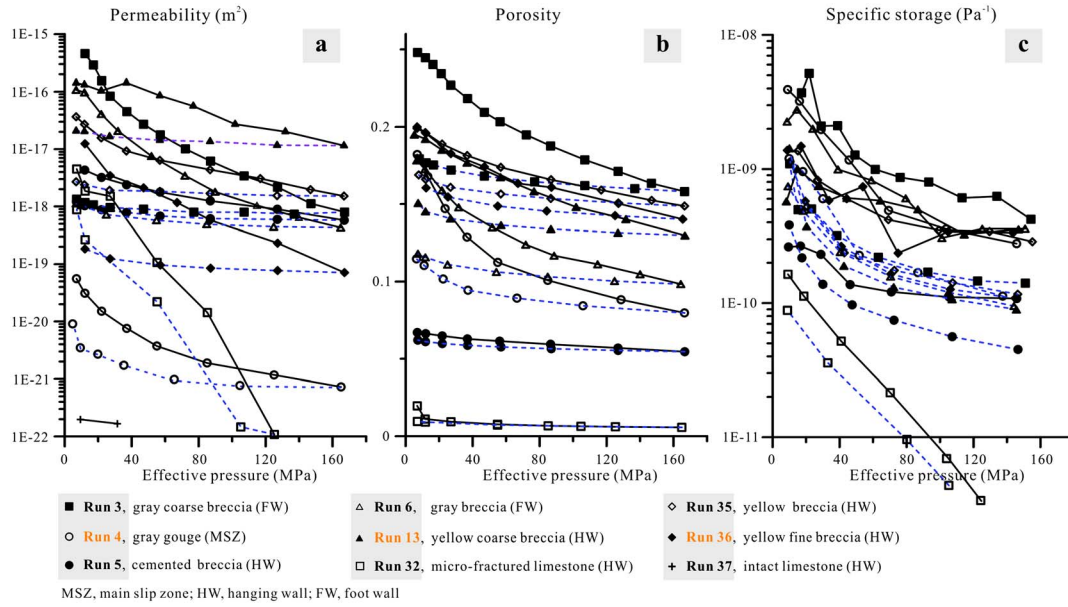 Permeability (m²)
Porosity
Specific storage (Pa⁻¹)
a
b
c
1E-15
1E-16
1E-17
1E-18
1E-19
1E-20
1E-21
1E-22
0.2
0.1
0
1E-08
1E-09
1E-10
1E-11
0 40 80 120 160
0 40 80 120 160
0 40 80 120 160
Effective pressure (MPa)
Effective pressure (MPa)
Effective pressure (MPa)
Run 3, gray coarse breccia (FW)
Run 6, gray breccia (FW)
Run 35, yellow breccia (HW)
Run 4, gray gouge (MSZ)
Run 13, yellow coarse breccia (HW)
Run 36, yellow fine breccia (HW)
Run 5, cemented breccia (HW)
Run 32, micro-fractured limestone (HW)
Run 37, intact limestone (HW)
MSZ, main slip zone; HW, hanging wall; FW, foot wall